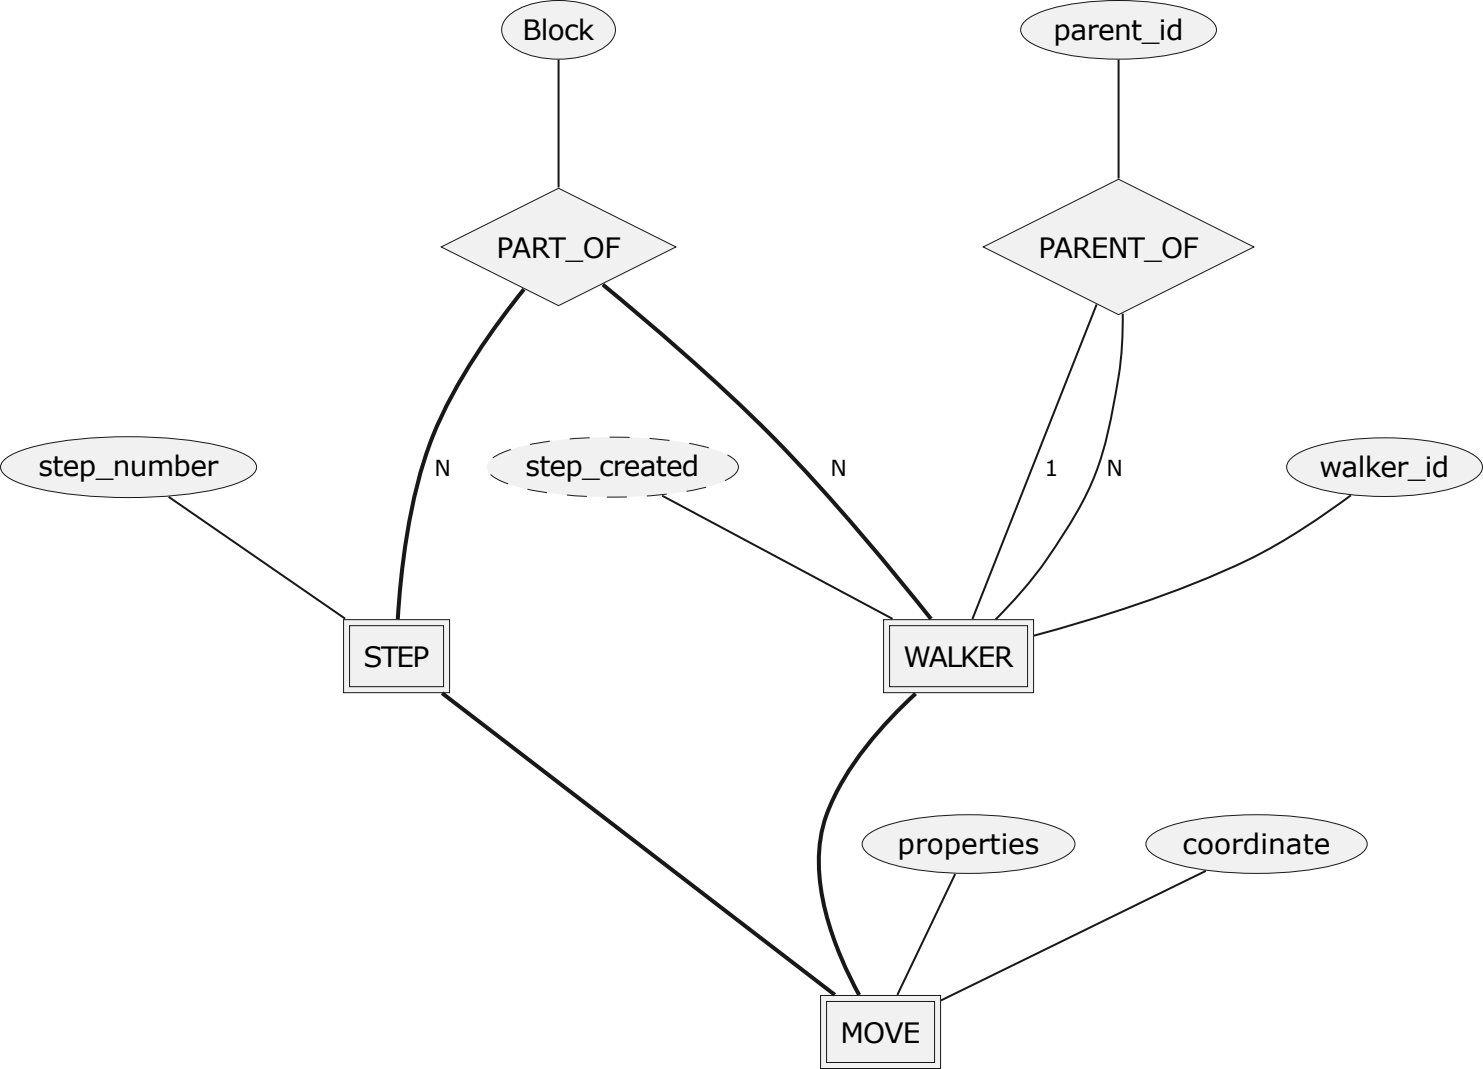 Block
parent_id
PART_OF
PARENT_OF
step_number
N
step_created
N
1
N
walker_id
STEP
WALKER
properties
coordinate
MOVE